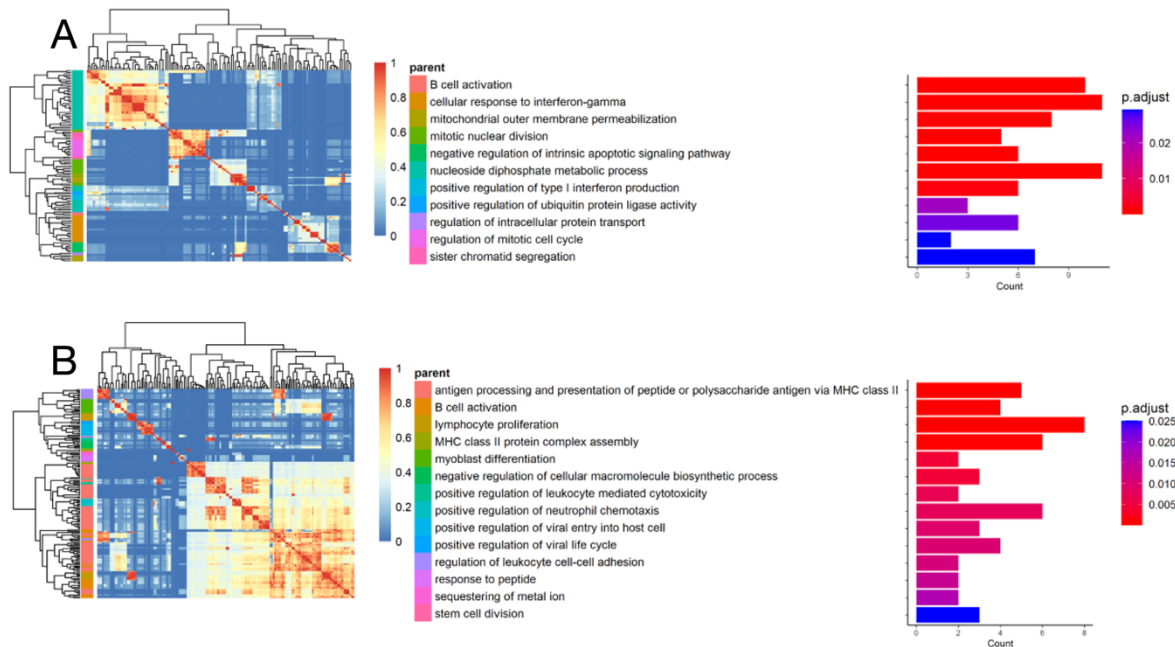 A
1
0.8
0.6
0.4
0.2
0
parent
B cell activation
cellular response to interferon-gamma
mitochondrial outer membrane permeabilization
mitotic nuclear division
negative regulation of intrinsic apoptotic signaling pathway
nucleoside diphosphate metabolic process
positive regulation of type I interferon production
positive regulation of ubiquitin protein ligase activity
regulation of intracellular protein transport
regulation of mitotic cell cycle
sister chromatid segregation
0 3 6 9
Count
p.adjust
0.02
0.01
B
1
0.8
0.6
0.4
0.2
0
parent
antigen processing and presentation of peptide or polysaccharide antigen via MHC class II
B cell activation
lymphocyte proliferation
MHC class II protein complex assembly
myoblast differentiation
negative regulation of cellular macromolecule biosynthetic process
positive regulation of leukocyte mediated cytotoxicity
positive regulation of neutrophil chemotaxis
positive regulation of viral entry into host cell
positive regulation of viral life cycle
regulation of leukocyte cell-cell adhesion
response to peptide
sequestering of metal ion
stem cell division
0 2 4 6 8
Count
p.adjust
0.025
0.020
0.015
0.010
0.005